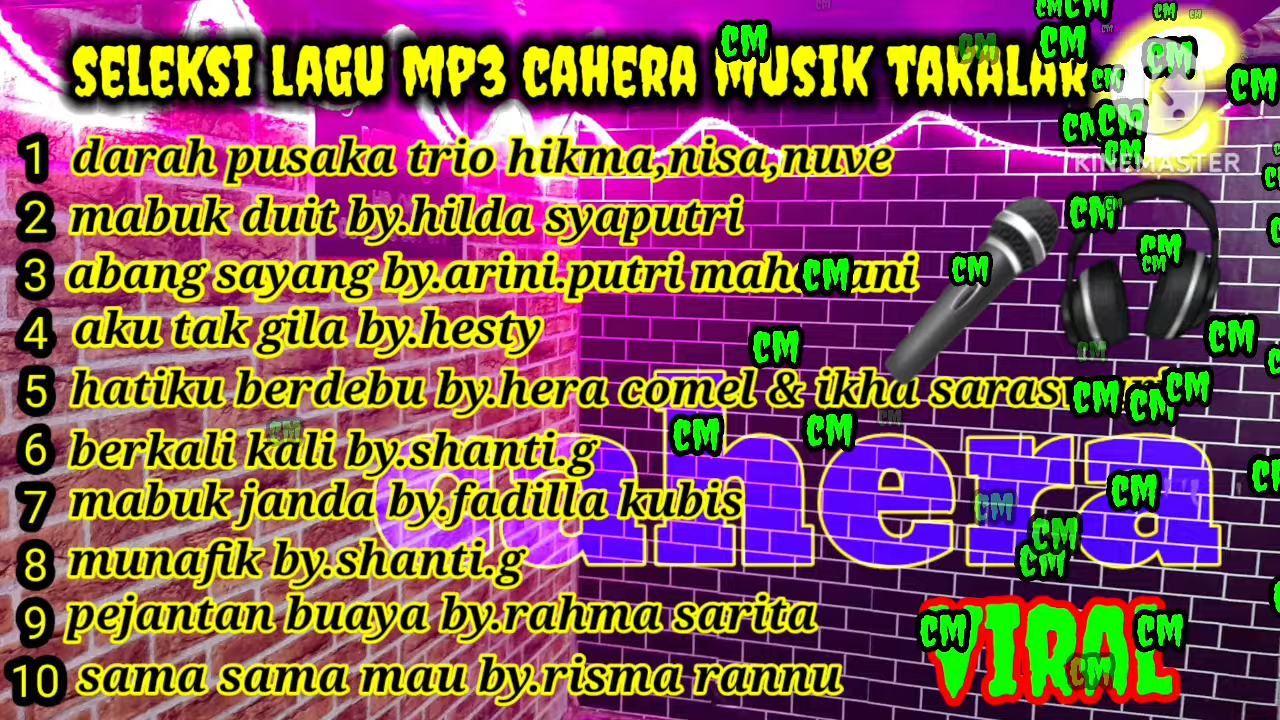 SELEKSI LAGU MP3 CAHERA MUSIK TAKALAR
KINEMASTER
1 darah pusaka trio hikma,nisa,nuve
2 mabuk duit by.hilda syaputri
3 abang sayang by.arini.putri
4 aku tak gila by.hesty
5 hatiku berdebu by.hera comel & ikha
6 berkali kali by.shanti.g
7 mabuk janda by.fadilla kubis
8 munafik by.shanti.g
9 pejantan buaya by.rahma sarita
10 sama sama mau by.risma rannu
cahera
VIRAL
CM